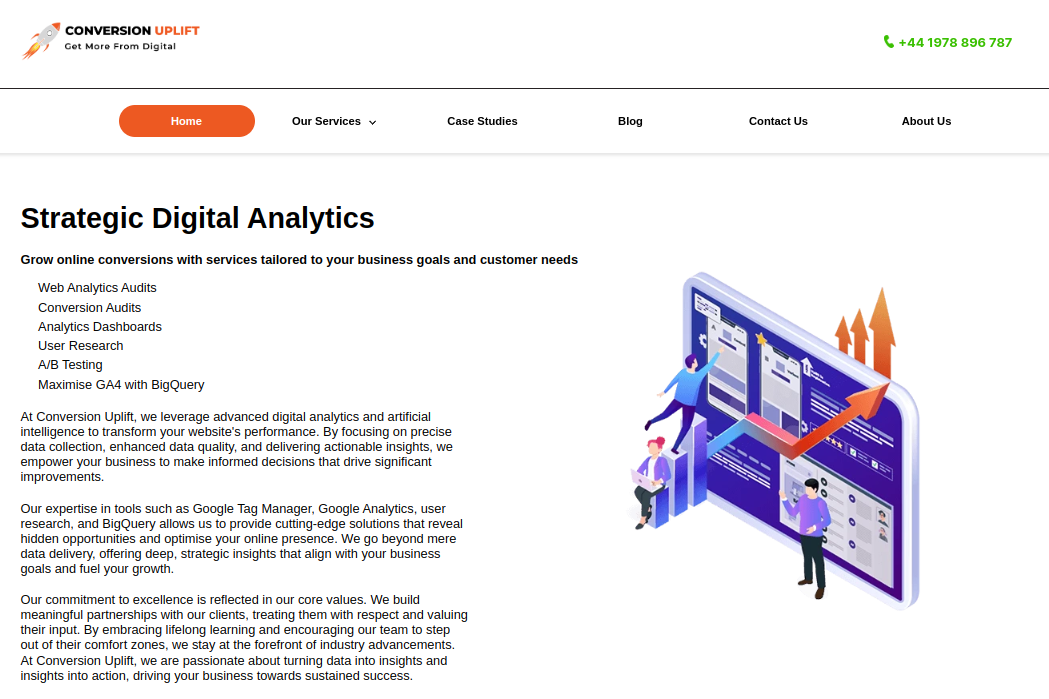 CONVERSION UPLIFT
Get More From Digital
+44 1978 896 787
Home
Our Services
Case Studies
Blog
Contact Us
About Us
Strategic Digital Analytics
Grow online conversions with services tailored to your business goals and customer needs
Web Analytics Audits
Conversion Audits
Analytics Dashboards
User Research
A/B Testing
Maximise GA4 with BigQuery
At Conversion Uplift, we leverage advanced digital analytics and artificial
intelligence to transform your website's performance. By focusing on precise
data collection, enhanced data quality, and delivering actionable insights, we
empower your business to make informed decisions that drive significant
improvements.
Our expertise in tools such as Google Tag Manager, Google Analytics, user
research, and BigQuery allows us to provide cutting-edge solutions that reveal
hidden opportunities and optimise your online presence. We go beyond mere
data delivery, offering deep, strategic insights that align with your business
goals and fuel your growth.
Our commitment to excellence is reflected in our core values. We build
meaningful partnerships with our clients, treating them with respect and valuing
their input. By embracing lifelong learning and encouraging our team to step
out of their comfort zones, we stay at the forefront of industry advancements.
At Conversion Uplift, we are passionate about turning data into insights and
insights into action, driving your business towards sustained success.